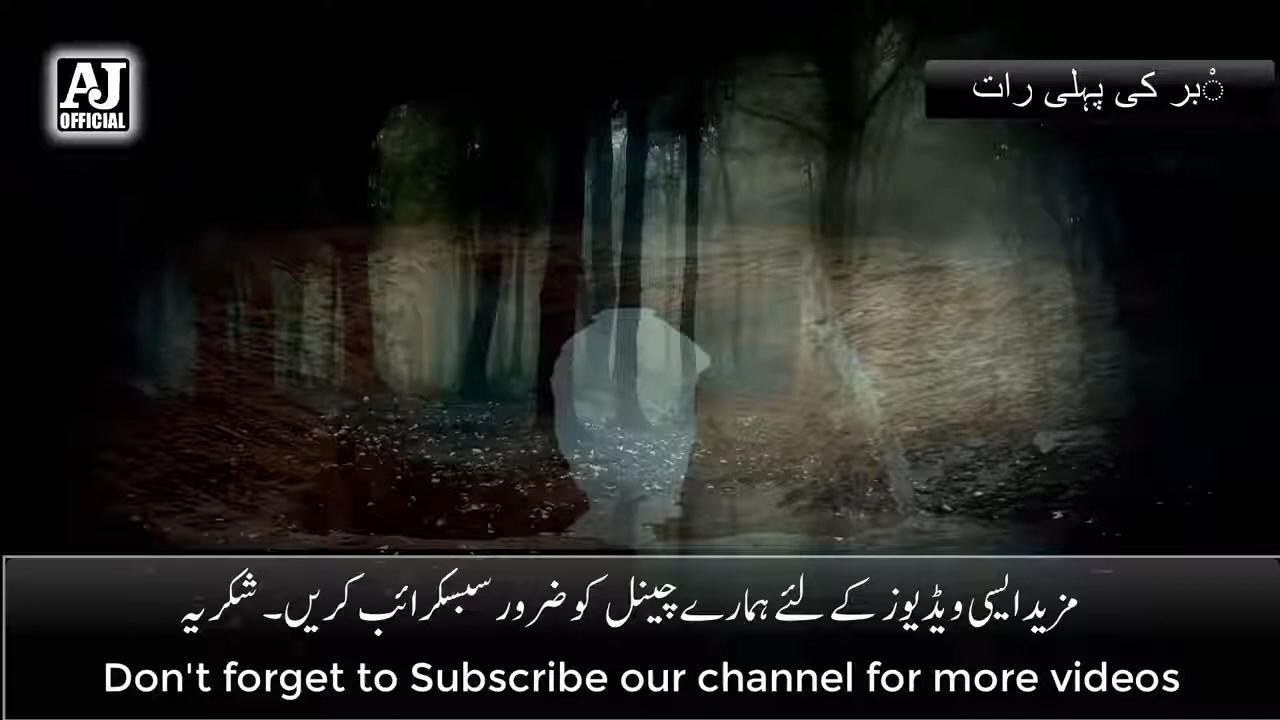 AJ
OFFICIAL
ْبر کی پہلی رات
مزید ایسی ویڈیوز کے لئے ہمارے چینل کو ضرور سبسکرائب کریں۔ شکریہ
Don't forget to Subscribe our channel for more videos